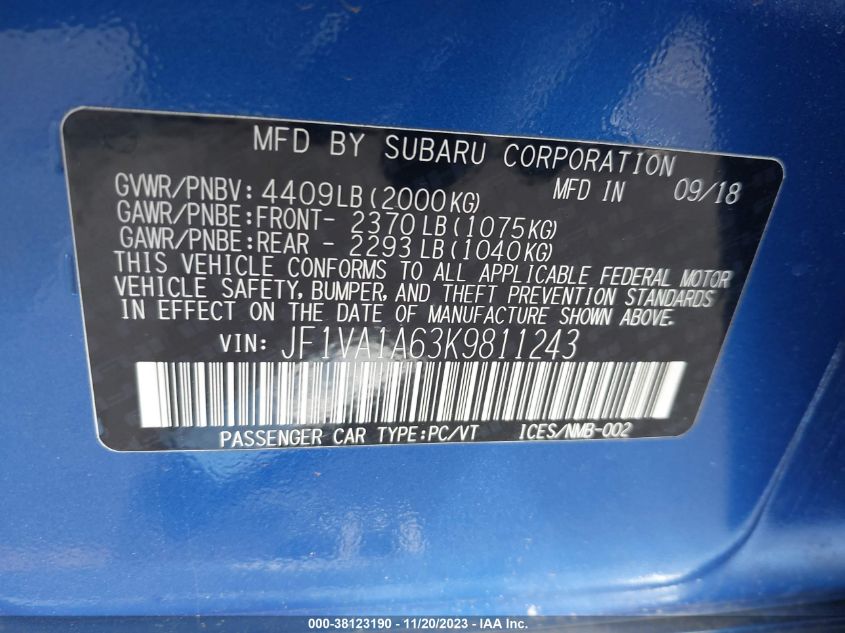 MFD BY SUBARU CORPORATION
GVWR/PNBV: 4409LB(2000KG) MFD IN 09/18
GAWR/PNBE:FRONT- 2370LB(1075KG)
GAWR/PNBE:REAR - 2293LB(1040KG)
THIS VEHICLE CONFORMS TO ALL APPLICABLE FEDERAL MOTOR
VEHICLE SAFETY, BUMPER, AND THEFT PREVENTION STANDARDS
IN EFFECT ON THE DATE OF MANUFACTURE SHOWN ABOVE.
VIN: JF1VA1A63K9811243
PASSENGER CAR TYPE:PC/VT ICES/NMB-002
000-38123190 - 11/20/2023 - IAA Inc.